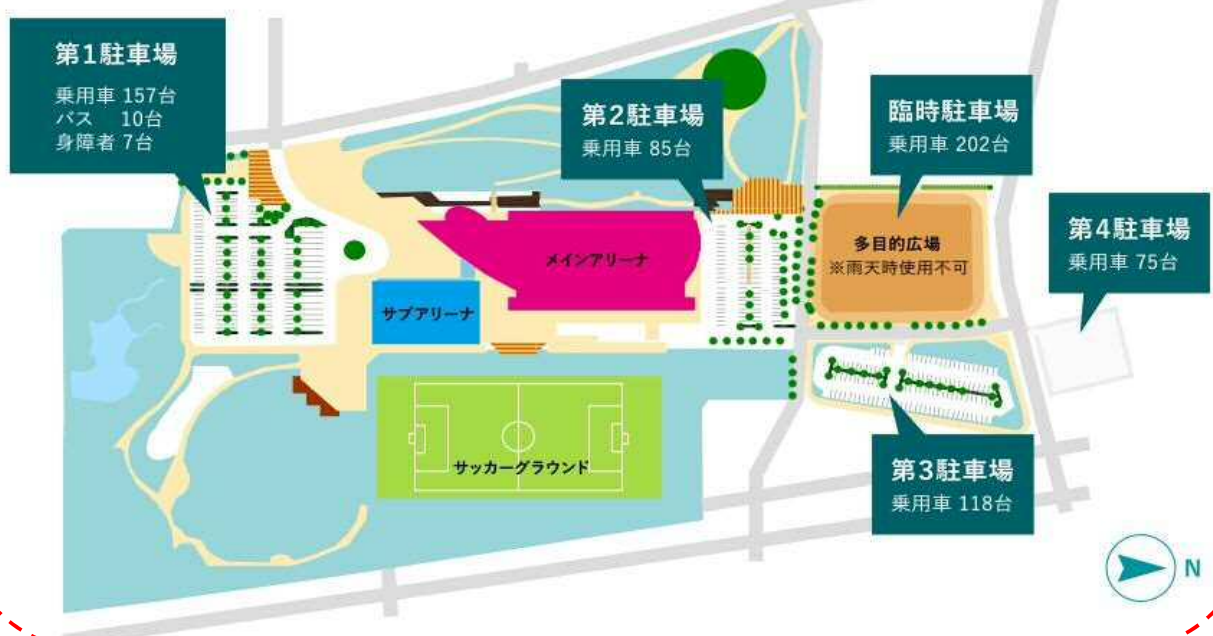 第1駐車場
乗用車 157台
バス 10台
身障者 7台
第2駐車場
乗用車 85台
臨時駐車場
乗用車 202台
第4駐車場
乗用車 75台
多目的広場
※雨天時使用不可
メインアリーナ
サブアリーナ
サッカーグラウンド
第3駐車場
乗用車 118台
N